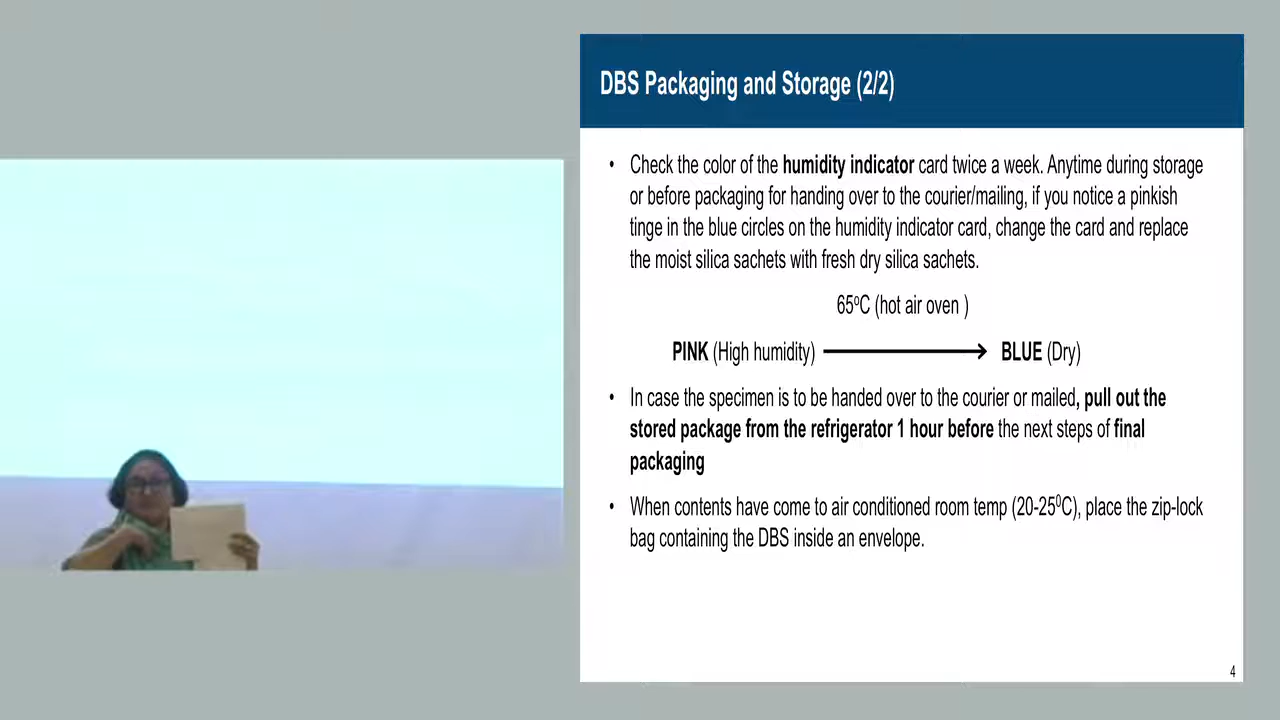 DBS Packaging and Storage (2/2)
• Check the color of the humidity indicator card twice a week. Anytime during storage
or before packaging for handing over to the courier/mailing, if you notice a pinkish
tinge in the blue circles on the humidity indicator card, change the card and replace
the moist silica sachets with fresh dry silica sachets.
65⁰C (hot air oven )
PINK (High humidity) ⟶ BLUE (Dry)
• In case the specimen is to be handed over to the courier or mailed, pull out the
stored package from the refrigerator 1 hour before the next steps of final
packaging
• When contents have come to air conditioned room temp (20-25⁰C), place the zip-lock
bag containing the DBS inside an envelope.
4